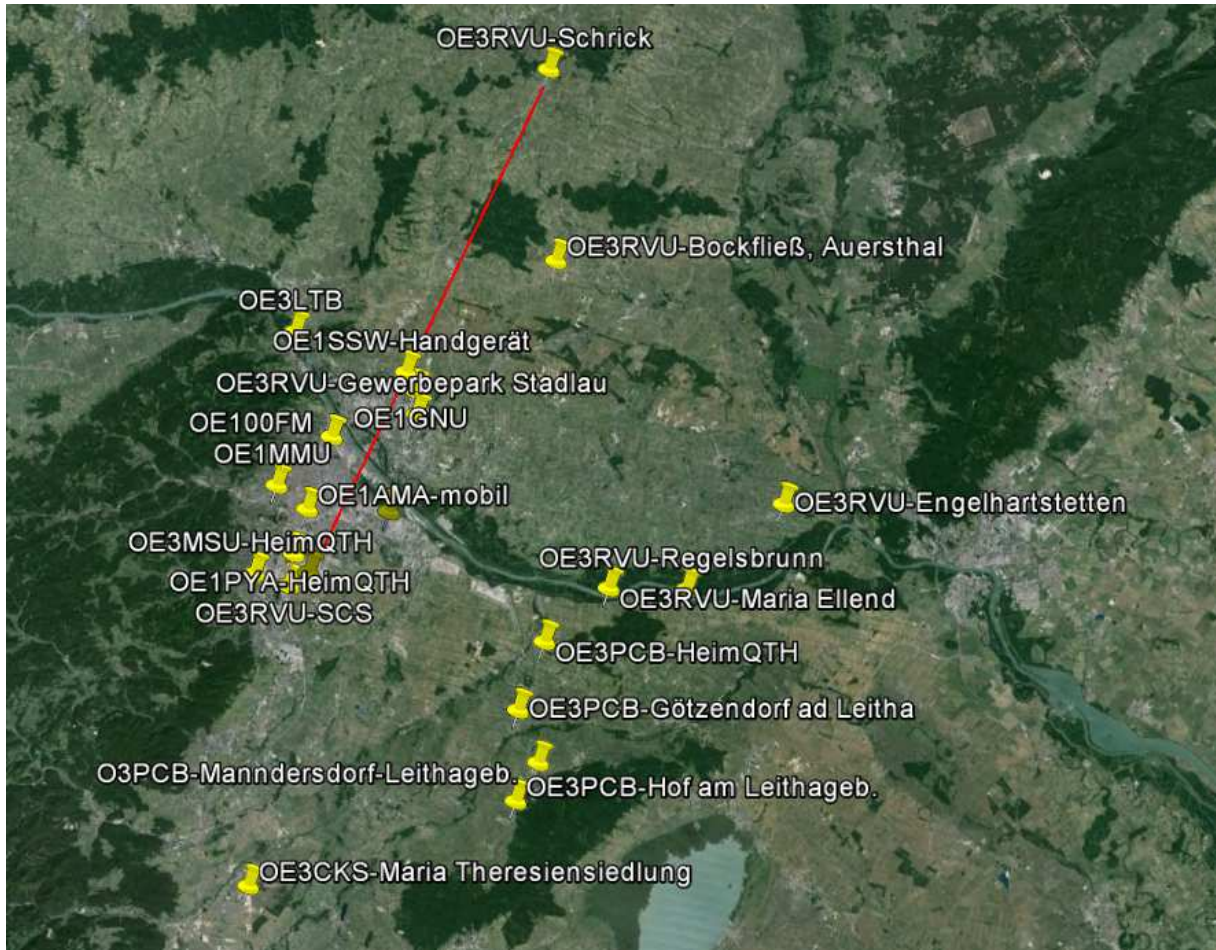 OE3RVU-Schrick
OE3RVU-Bockfließ, Auersthal
OE3LTB
OE1SSW-Handgerät
OE3RVU-Gewerbepark Stadlau
OE100FM
OE1GNU
OE1MMU
OE1AMA-mobil
OE3RVU-Engelhartstetten
OE3MSU-HeimQTH
OE3RVU-Regelsbrunn
OE1PYA-HeimQTH
OE3RVU-Maria Ellend
OE3RVU-SCS
OE3PCB-HeimQTH
OE3PCB-Götzendorf ad Leitha
O3PCB-Manndersdorf-Leithageb.
OE3PCB-Hof am Leithageb.
OE3CKS-Maria Theresiensiedlung